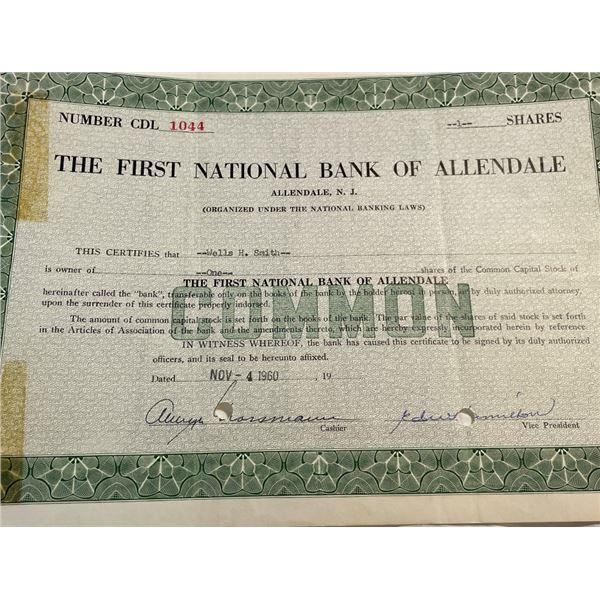 NUMBER CDL 1044 --1-- SHARES
THE FIRST NATIONAL BANK OF ALLENDALE
ALLENDALE, N. J.
(ORGANIZED UNDER THE NATIONAL BANKING LAWS)
THIS CERTIFIES that --Wells H. Smith--
is owner of --One-- shares of the Common Capital Stock of
THE FIRST NATIONAL BANK OF ALLENDALE
hereinafter called the "bank", transferable only on the books of the bank by the holder hereof in person, or by duly authorized attorney,
upon the surrender of this certificate properly indorsed.
COMMON
The amount of common capital stock is set forth on the books of the bank. The par value of the shares of said stock is set forth
in the Articles of Association of the bank and the amendments thereto, which are hereby expressly incorporated herein by reference
IN WITNESS WHEREOF, the bank has caused this certificate to be signed by its duly authorized
officers, and its seal to be hereunto affixed.
Dated NOV - 4 1960 , 19
Cashier Vice President